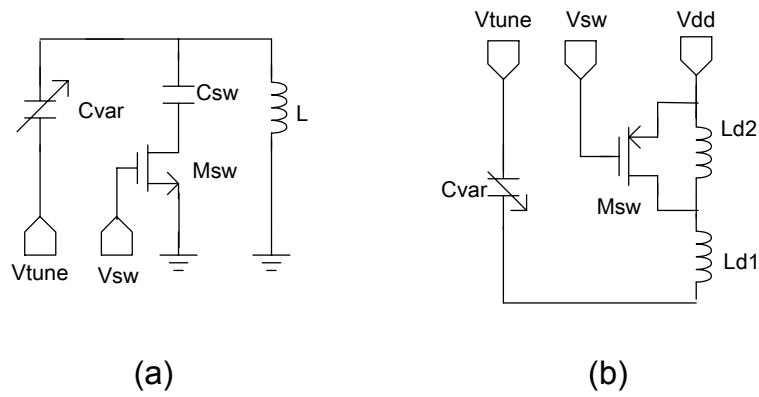 Cvar
Csw
L
Msw
Vtune
Vsw
(a)
Vtune
Vsw
Vdd
Ld2
Cvar
Msw
Ld1
(b)